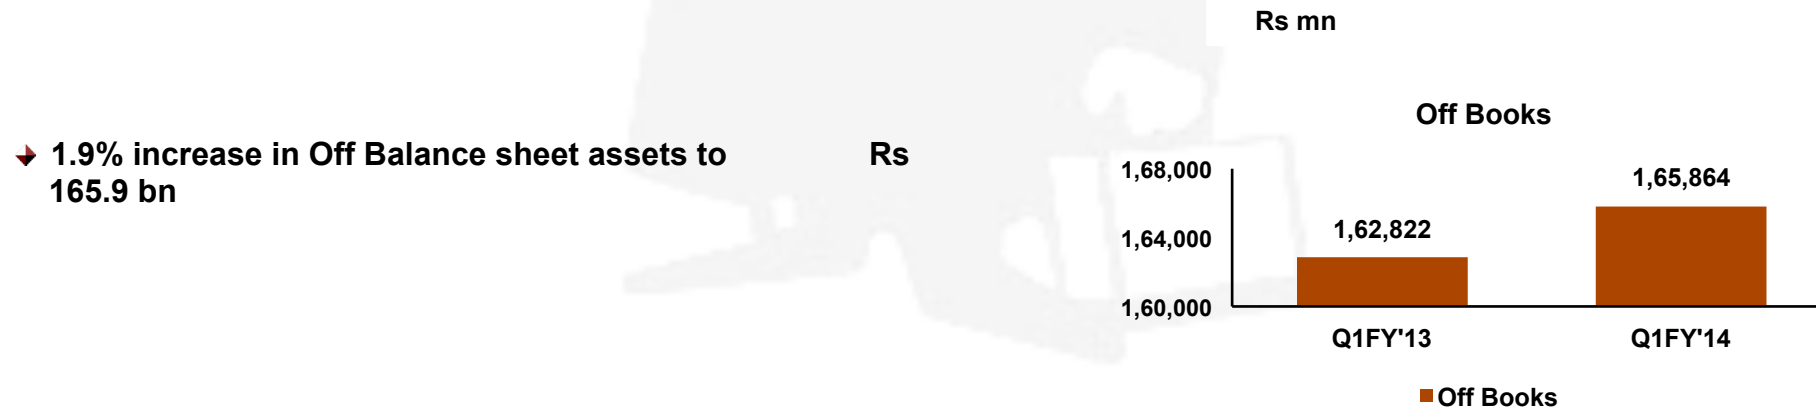 Rs mn
1.9% increase in Off Balance sheet assets to Rs
165.9 bn
Off Books
1,68,000
1,64,000
1,60,000
1,62,822
1,65,864
Q1FY'13
Q1FY'14
Off Books